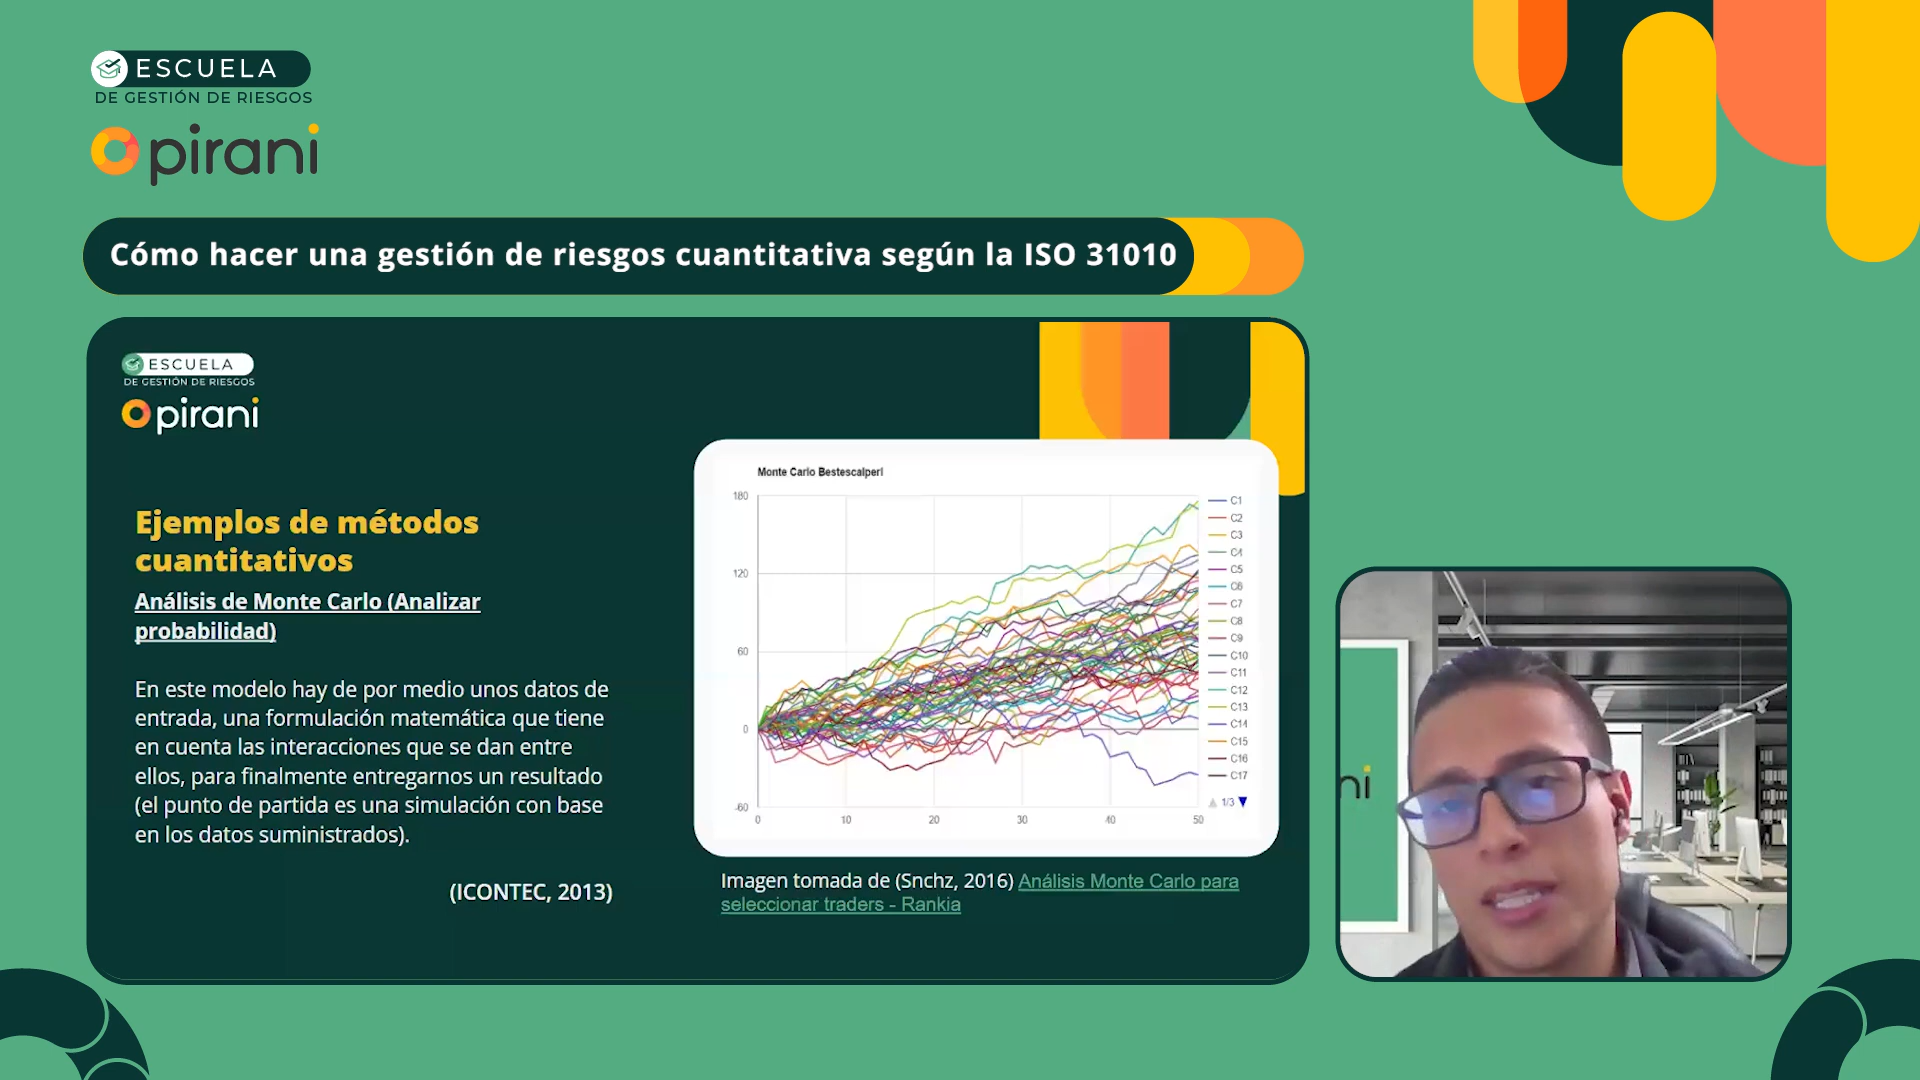 ESCUELA
DE GESTIÓN DE RIESGOS
pirani
Cómo hacer una gestión de riesgos cuantitativa según la ISO 31010
ESCUELA
DE GESTIÓN DE RIESGOS
pirani
Ejemplos de métodos
cuantitativos
Análisis de Monte Carlo (Analizar
probabilidad)
En este modelo hay de por medio unos datos de
entrada, una formulación matemática que tiene
en cuenta las interacciones que se dan entre
ellos, para finalmente entregarnos un resultado
(el punto de partida es una simulación con base
en los datos suministrados).
(ICONTEC, 2013)
Monte Carlo Bestescalperl
180
120
60
0
-60
0 10 20 30 40 50
C1
C2
C3
C4
C5
C6
C7
C8
C9
C10
C11
C12
C13
C14
C15
C16
C17
1/3
Imagen tomada de (Snchz, 2016) Análisis Monte Carlo para
seleccionar traders - Rankia
ni